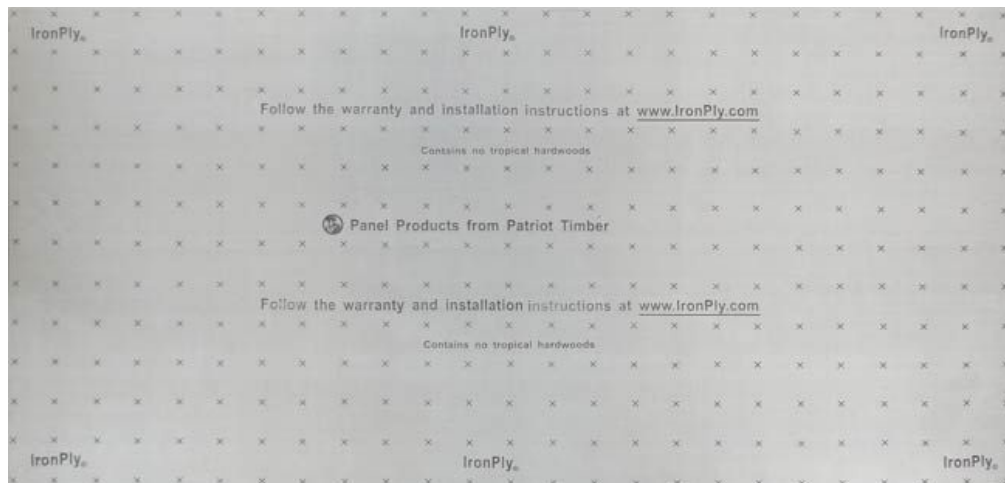 IronPly® IronPly® IronPly®
Follow the warranty and installation instructions at www.IronPly.com
Contains no tropical hardwoods
Panel Products from Patriot Timber
Follow the warranty and installation instructions at www.IronPly.com
Contains no tropical hardwoods
IronPly® IronPly® IronPly®